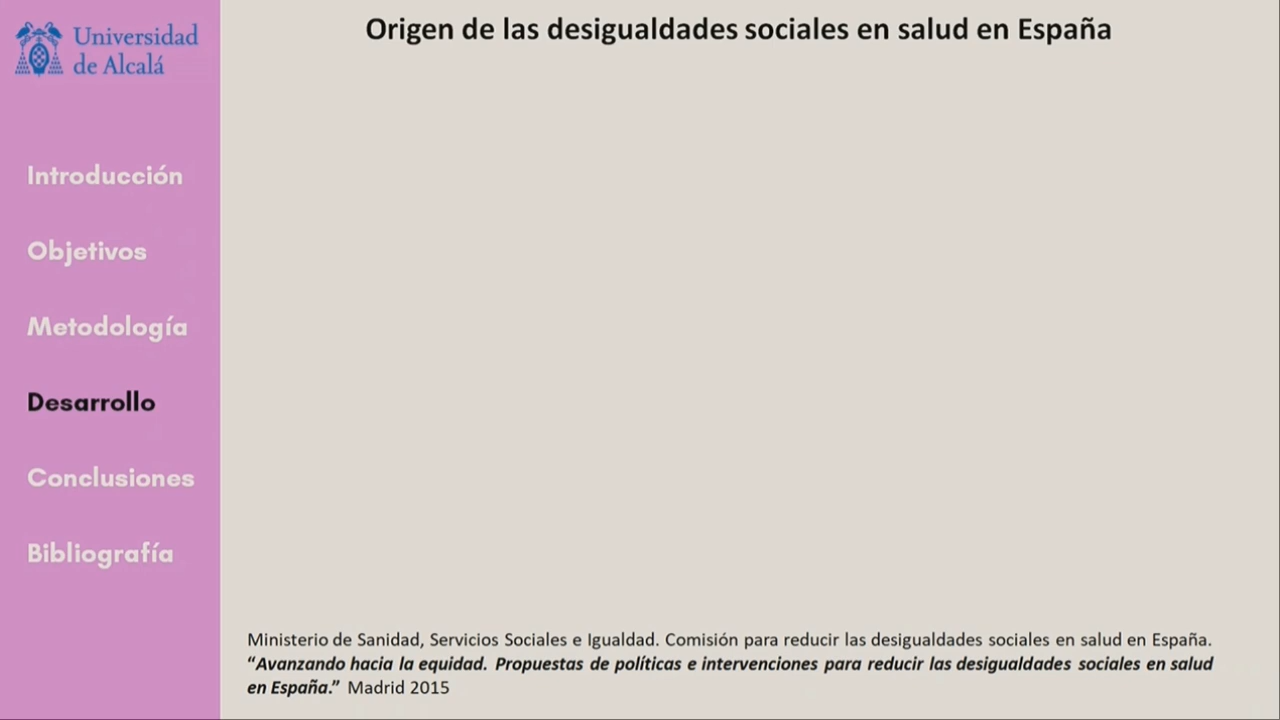 Universidad
de Alcalá
Origen de las desigualdades sociales en salud en España
Introducción
Objetivos
Metodología
Desarrollo
Conclusiones
Bibliografía
Ministerio de Sanidad, Servicios Sociales e Igualdad. Comisión para reducir las desigualdades sociales en salud en España.
“Avanzando hacia la equidad. Propuestas de políticas e intervenciones para reducir las desigualdades sociales en salud
en España.” Madrid 2015